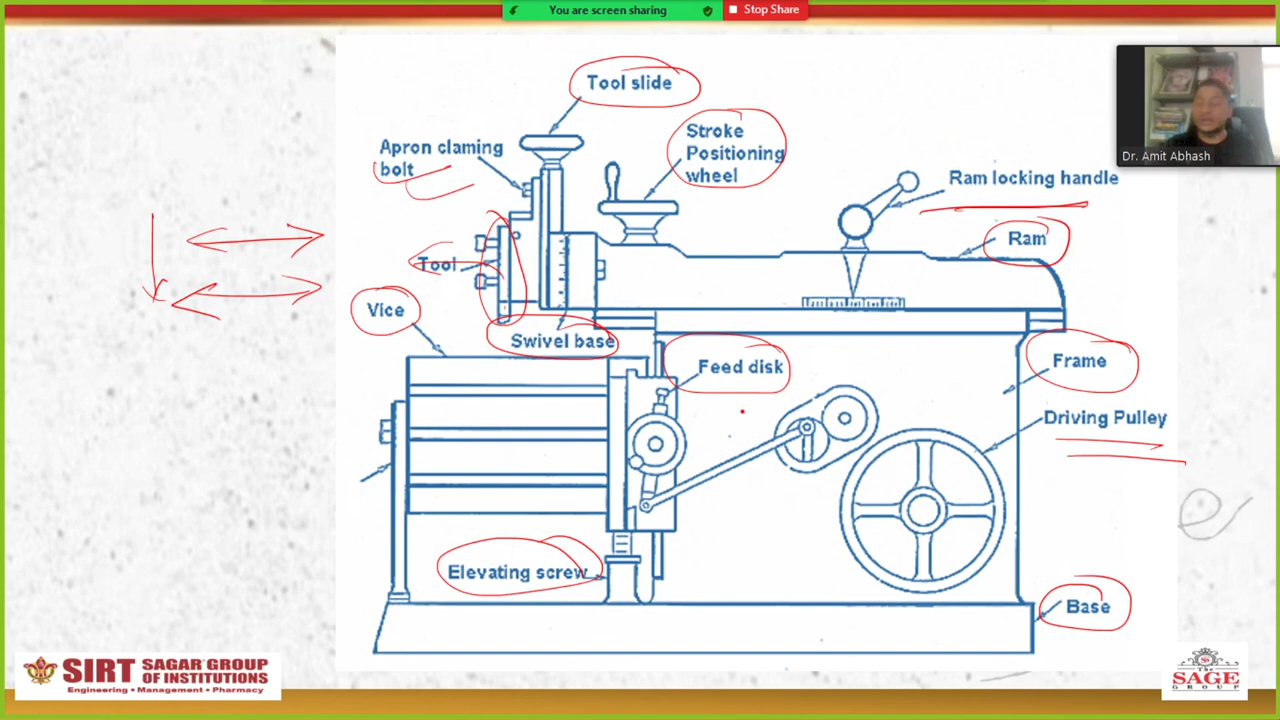 You are screen sharing
Stop Share
Tool slide
Stroke
Positioning
wheel
Apron claming
bolt
Dr. Amit Abhash
Ram locking handle
Ram
Tool
Vice
Swivel base
Feed disk
Frame
Driving Pulley
Elevating screw
Base
SIRT
SAGAR GROUP
OF INSTITUTIONS
Engineering • Management • Pharmacy
The
SAGE
GROUP